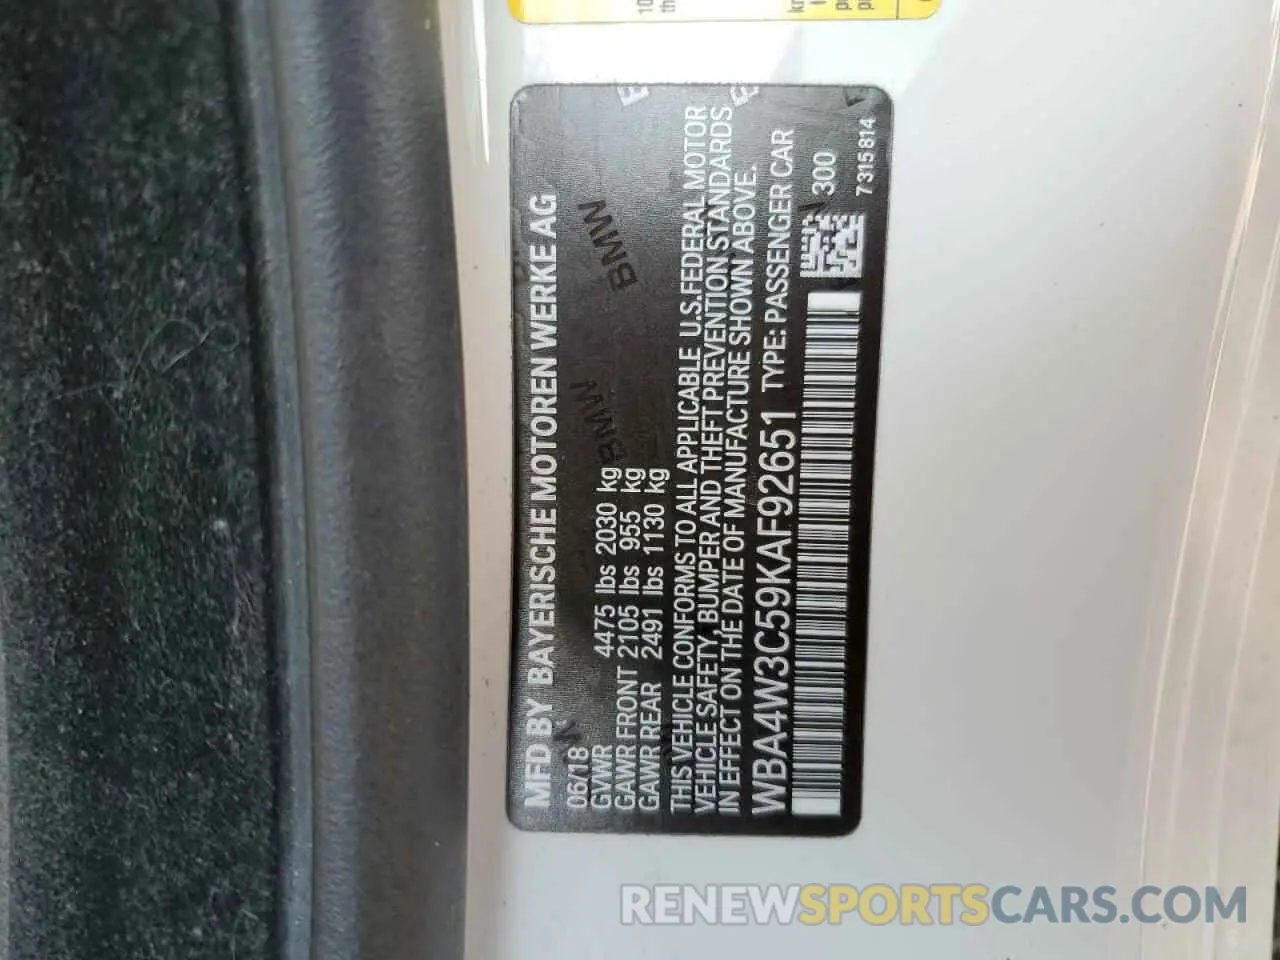 MFD BY BAYERISCHE MOTOREN WERKE AG
06/18
GVWR 4475 lbs 2030 kg
GAWR FRONT 2105 lbs 955 kg
GAWR REAR 2491 lbs 1130 kg
THIS VEHICLE CONFORMS TO ALL APPLICABLE U.S.FEDERAL MOTOR
VEHICLE SAFETY, BUMPER AND THEFT PREVENTION STANDARDS
IN EFFECT ON THE DATE OF MANUFACTURE SHOWN ABOVE.
WBA4W3C59KAF92651 TYPE: PASSENGER CAR
300
7315814
BMW
BMW
RENEWSPORTSCARS.COM